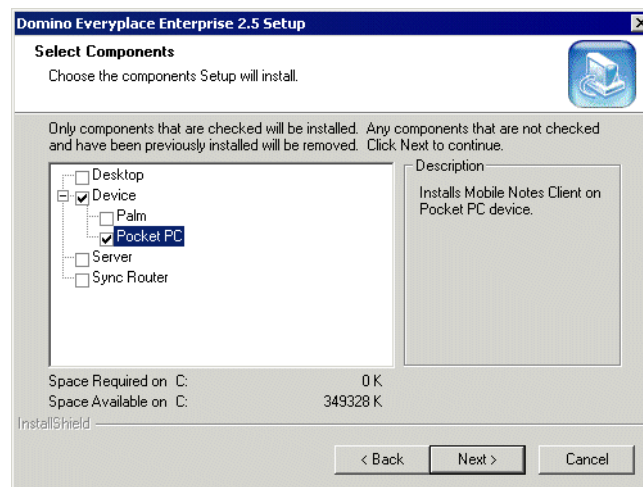 Domino Everyplace Enterprise 2.5 Setup
Select Components
Choose the components Setup will install.
Only components that are checked will be installed. Any components that are not checked
and have been previously installed will be removed. Click Next to continue.
Desktop
Device
Palm
Pocket PC
Server
Sync Router
Description
Installs Mobile Notes Client on
Pocket PC device.
Space Required on C: 0 K
Space Available on C: 349328 K
InstallShield
< Back Next > Cancel